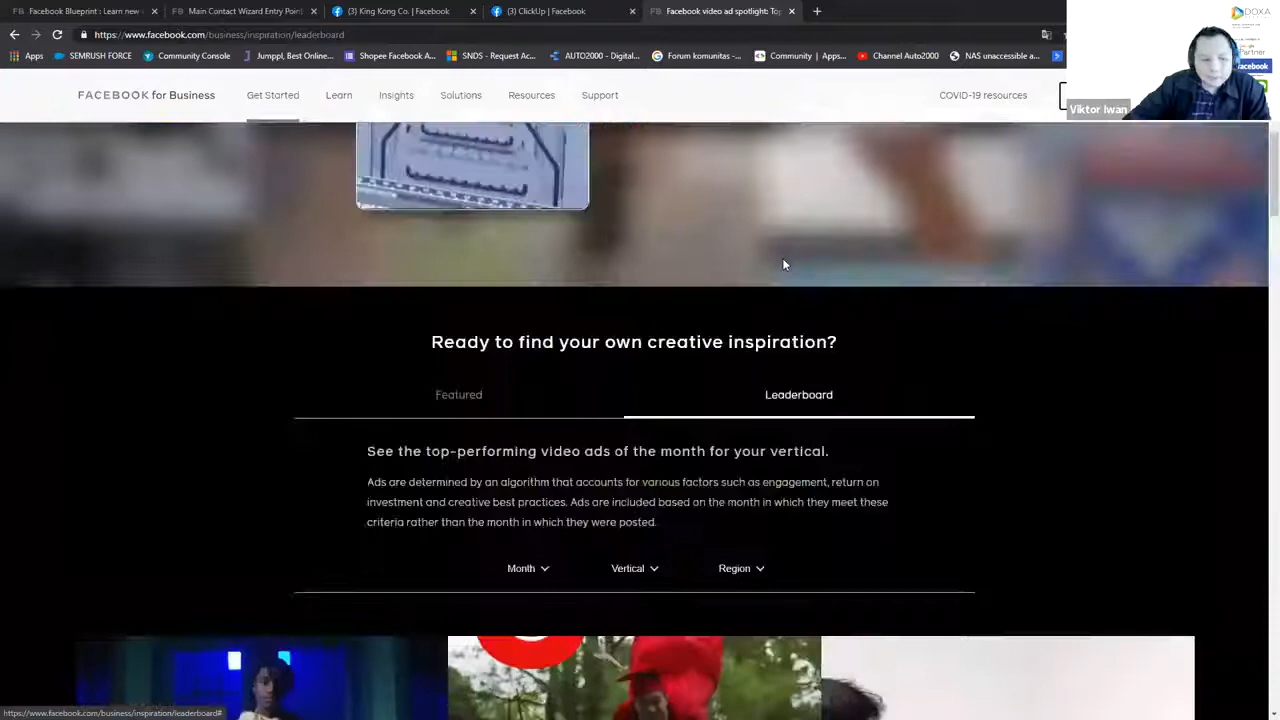 Facebook Blueprint : Learn new
Main Contact Wizard Entry Point
(3) King Kong Co. | Facebook
(3) ClickUp | Facebook
Facebook video ad spotlight: Top
https://www.facebook.com/business/inspiration/leaderboard
Apps
SEMRUSH FORCE
Community Console
Shopee Facebook A...
SNDS - Request Ac...
AUTO2000 - Digital...
Forum komunitas -...
Community | Apps...
Channel Auto2000
NAS unaccessible a...
DOXA
Partner
facebook
Viktor Iwan
FACEBOOK for Business
Get Started
Learn
Insights
Solutions
Resources
Support
COVID-19 resources
Ready to find your own creative inspiration?
Featured
Leaderboard
See the top-performing video ads of the month for your vertical.
Ads are determined by an algorithm that accounts for various factors such as engagement, return on
investment and creative best practices. Ads are included based on the month in which they meet these
criteria rather than the month in which they were posted.
Month
Vertical
Region
https://www.facebook.com/business/inspiration/leaderboard#